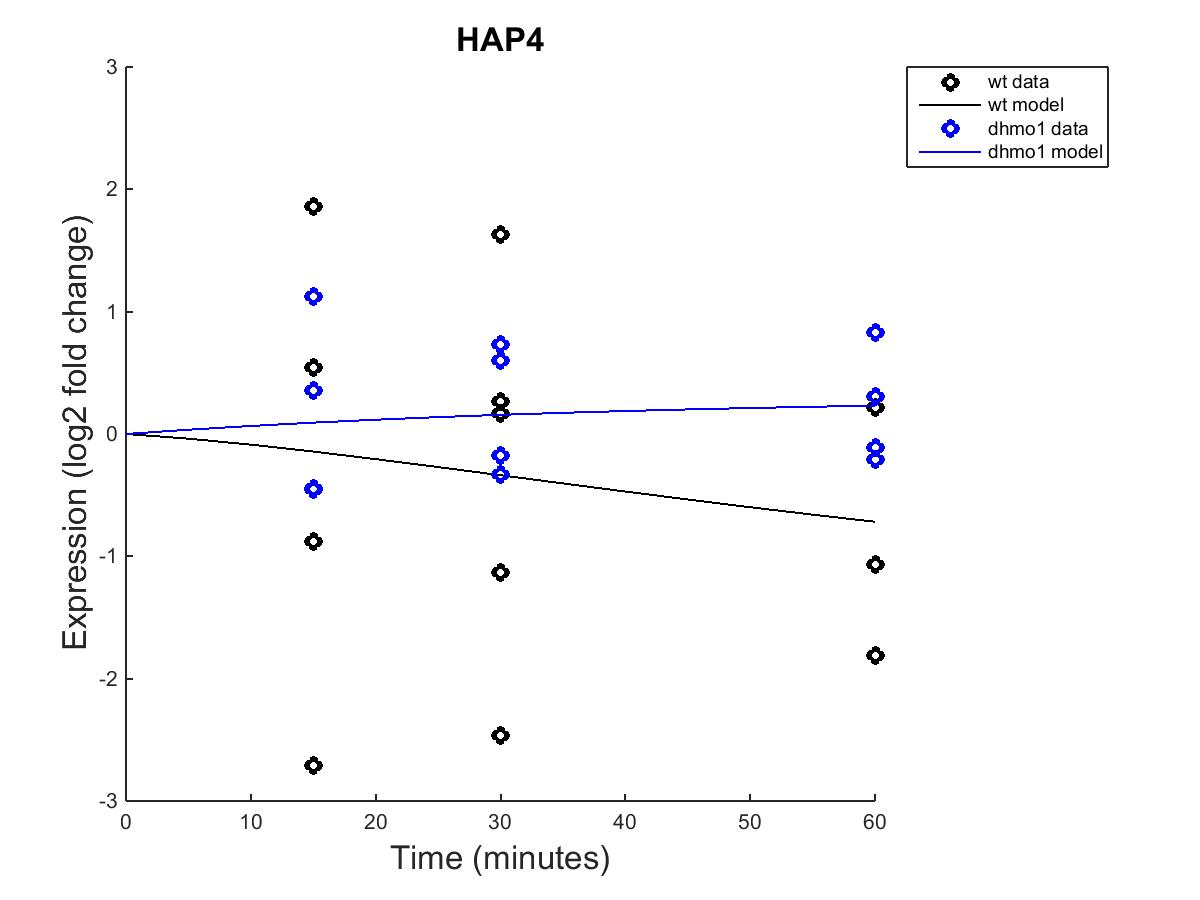 HAP4
wt data
wt model
dhmo1 data
dhmo1 model
Expression (log2 fold change)
3
2
1
0
-1
-2
-3
0 10 20 30 40 50 60
Time (minutes)